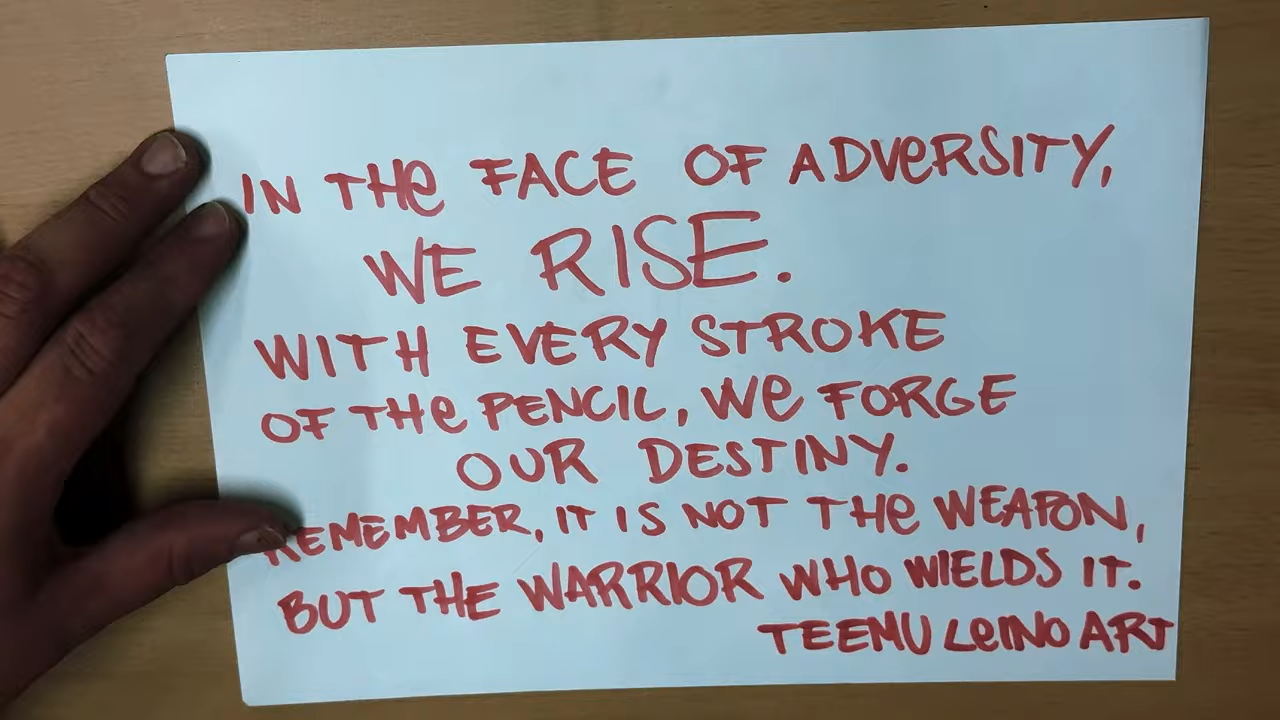 IN THe FACE OF ADVeRSITY,
WE RISE.
WITH EVERY STROKE
OF THe PENCIL, We FORGE
OUR DESTINY.
REMEMBER, IT IS NOT THe WEAPON,
BUT THE WARRIOR WHO WIELDS IT.
TEEMU LeINO ART